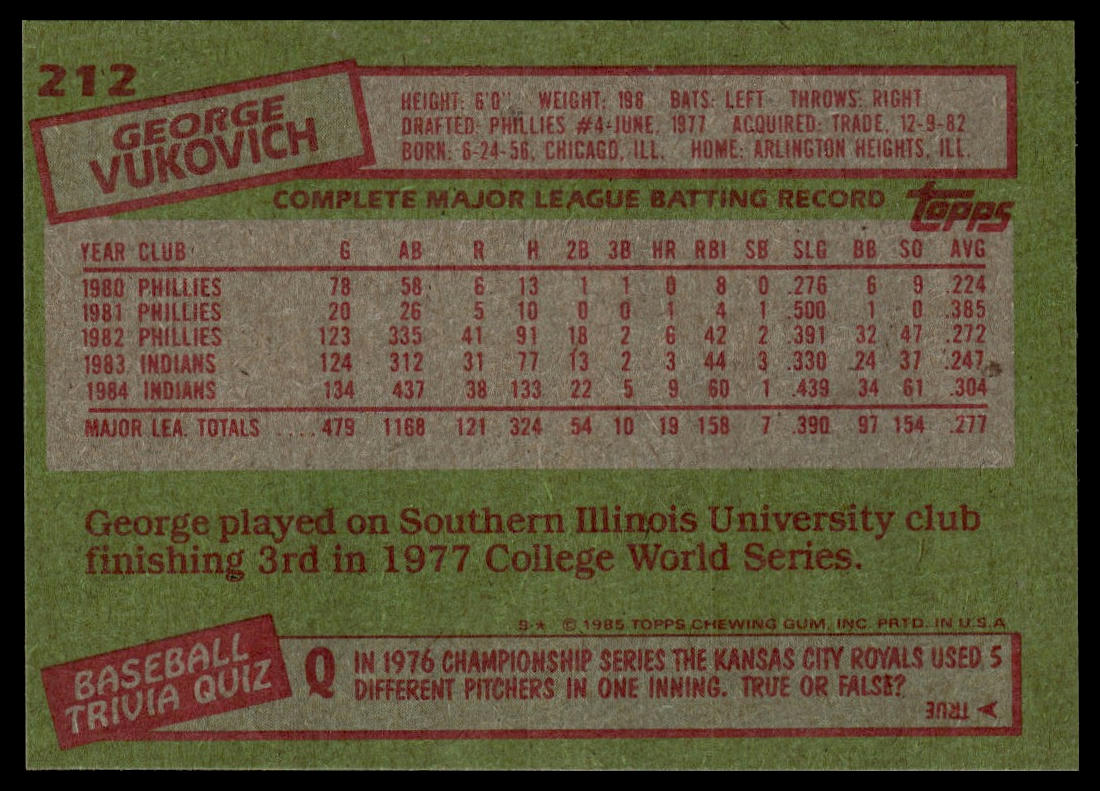 212
GEORGE
VUKOVICH
HEIGHT: 6'0" WEIGHT: 198 BATS: LEFT THROWS: RIGHT
DRAFTED: PHILLIES #4-JUNE, 1977 ACQUIRED: TRADE, 12-9-82
BORN: 6-24-56, CHICAGO, ILL. HOME: ARLINGTON HEIGHTS, ILL.
COMPLETE MAJOR LEAGUE BATTING RECORD
topps
YEAR CLUB G AB R H 2B 3B HR RBI SB SLG BB SO AVG
1980 PHILLIES 78 58 6 13 1 1 0 8 0 .276 6 9 .224
1981 PHILLIES 20 26 5 10 0 0 1 4 1 .500 1 0 .385
1982 PHILLIES 123 335 41 91 18 2 6 42 2 .391 32 47 .272
1983 INDIANS 124 312 31 77 13 2 3 44 3 .330 24 37 .247
1984 INDIANS 134 437 38 133 22 5 9 60 1 .439 34 61 .304
MAJOR LEA. TOTALS ..... 479 1168 121 324 54 10 19 158 7 .390 97 154 .277
George played on Southern Illinois University club
finishing 3rd in 1977 College World Series.
S-★ © 1985 TOPPS CHEWING GUM, INC. PRTD. IN U.S.A
BASEBALL
TRIVIA QUIZ
Q IN 1976 CHAMPIONSHIP SERIES THE KANSAS CITY ROYALS USED 5
DIFFERENT PITCHERS IN ONE INNING. TRUE OR FALSE?
A TRUE